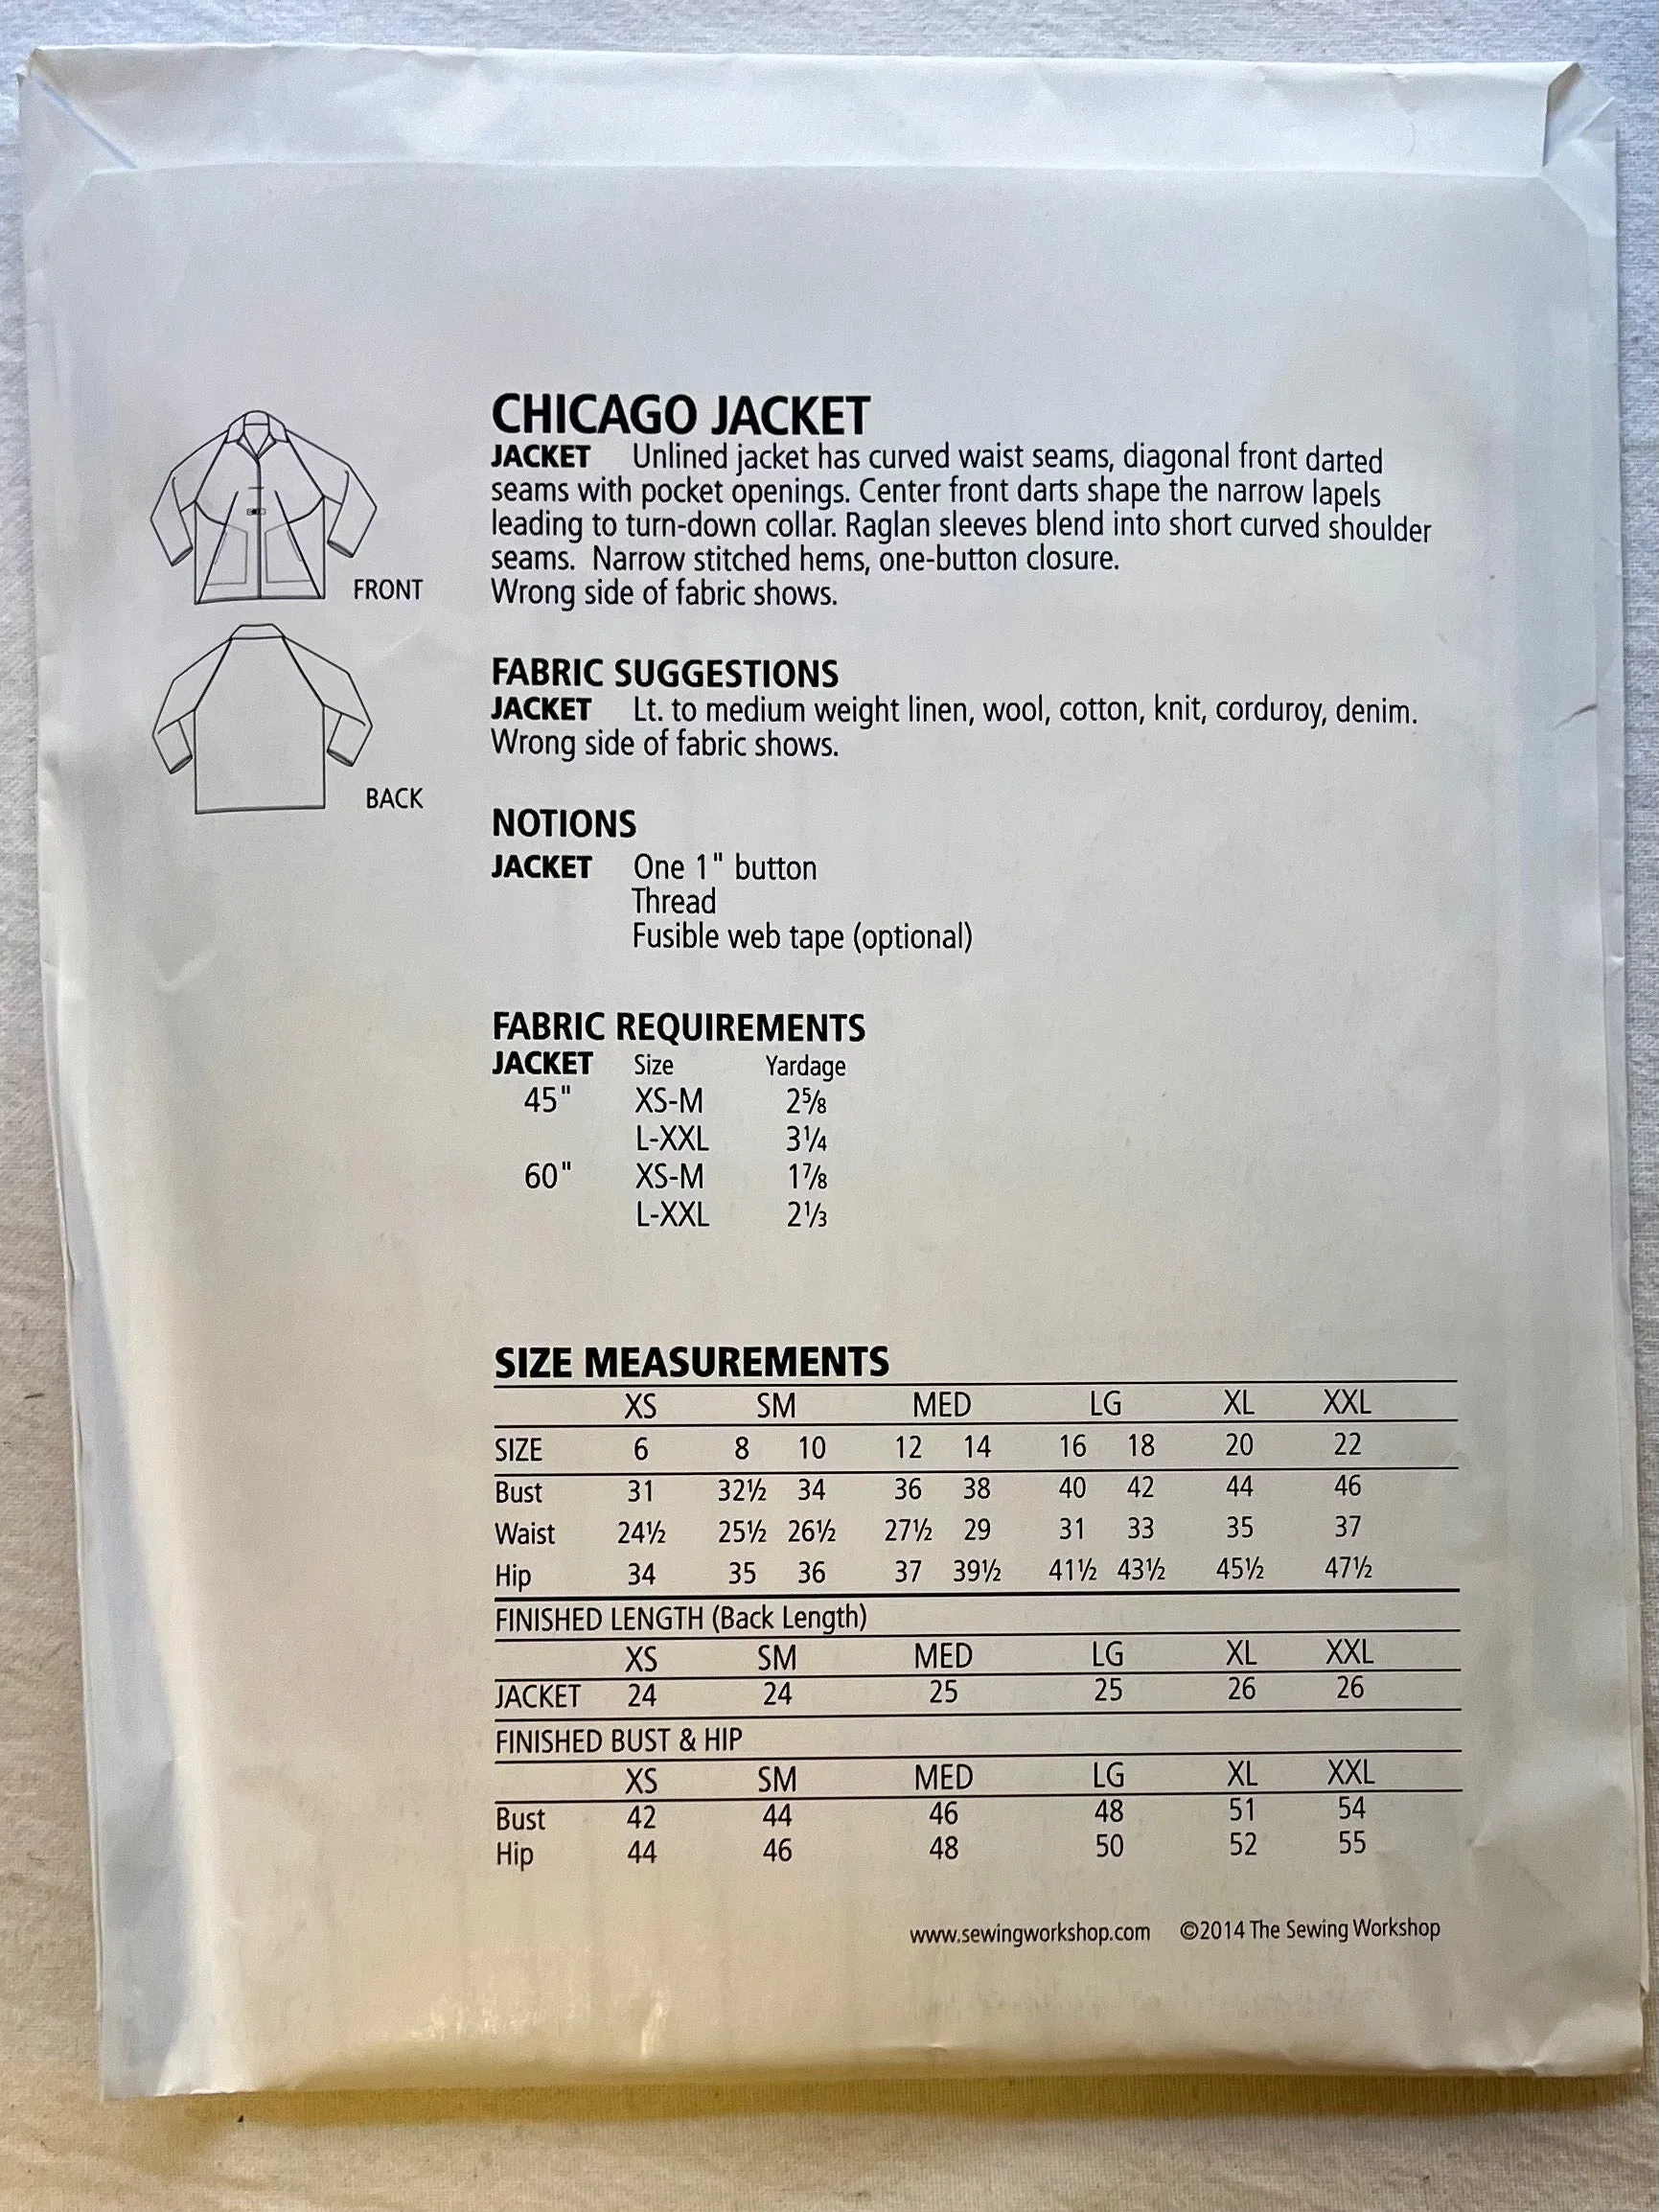 CHICAGO JACKET
JACKET Unlined jacket has curved waist seams, diagonal front darted
seams with pocket openings. Center front darts shape the narrow lapels
leading to turn-down collar. Raglan sleeves blend into short curved shoulder
seams. Narrow stitched hems, one-button closure.
Wrong side of fabric shows.
FRONT
BACK
FABRIC SUGGESTIONS
JACKET Lt. to medium weight linen, wool, cotton, knit, corduroy, denim.
Wrong side of fabric shows.
NOTIONS
JACKET One 1" button
Thread
Fusible web tape (optional)
FABRIC REQUIREMENTS
JACKET Size Yardage
45" XS-M 2⅝
L-XXL 3¼
60" XS-M 1⅞
L-XXL 2⅓
SIZE MEASUREMENTS
XS SM MED LG XL XXL
SIZE 6 8 10 12 14 16 18 20 22
Bust 31 32½ 34 36 38 40 42 44 46
Waist 24½ 25½ 26½ 27½ 29 31 33 35 37
Hip 34 35 36 37 39½ 41½ 43½ 45½ 47½
FINISHED LENGTH (Back Length)
XS SM MED LG XL XXL
JACKET 24 24 25 25 26 26
FINISHED BUST & HIP
XS SM MED LG XL XXL
Bust 42 44 46 48 51 54
Hip 44 46 48 50 52 55
www.sewingworkshop.com ©2014 The Sewing Workshop